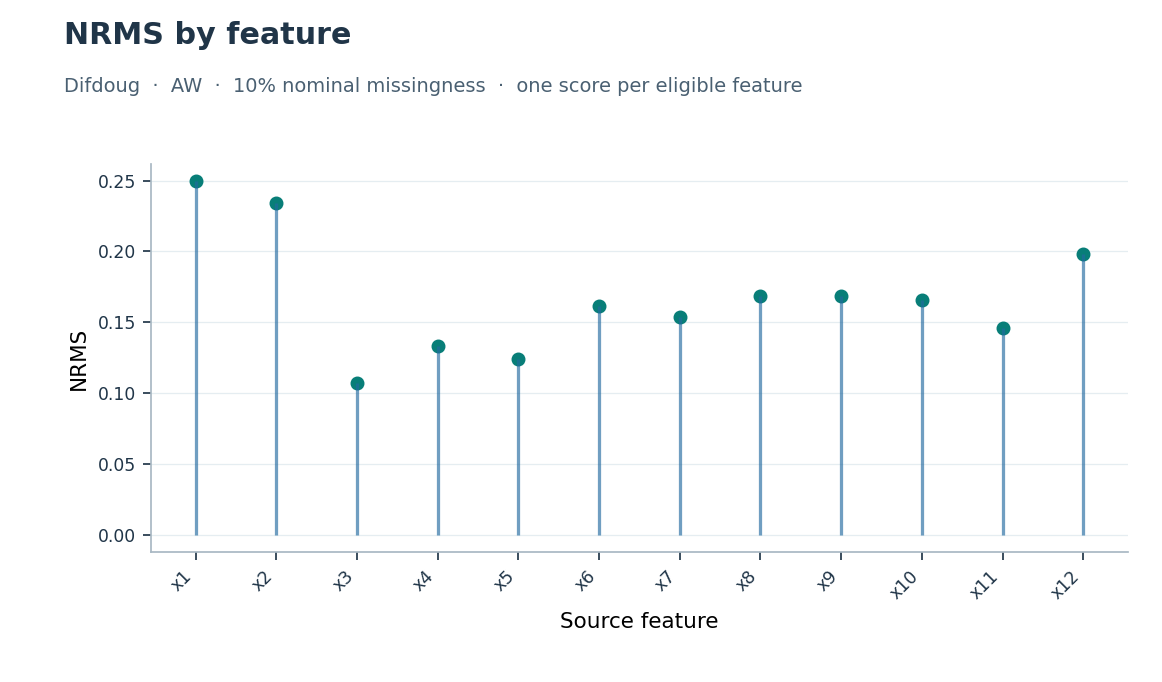 NRMS by feature
Difdoug · AW · 10% nominal missingness · one score per eligible feature
0.25
0.20
0.15
0.10
0.05
0.00
NRMS
x1 x2 x3 x4 x5 x6 x7 x8 x9 x10 x11 x12
Source feature